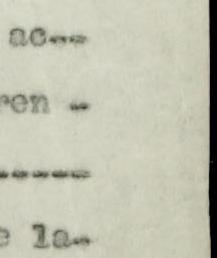 ac--
ren -
-----
e la-